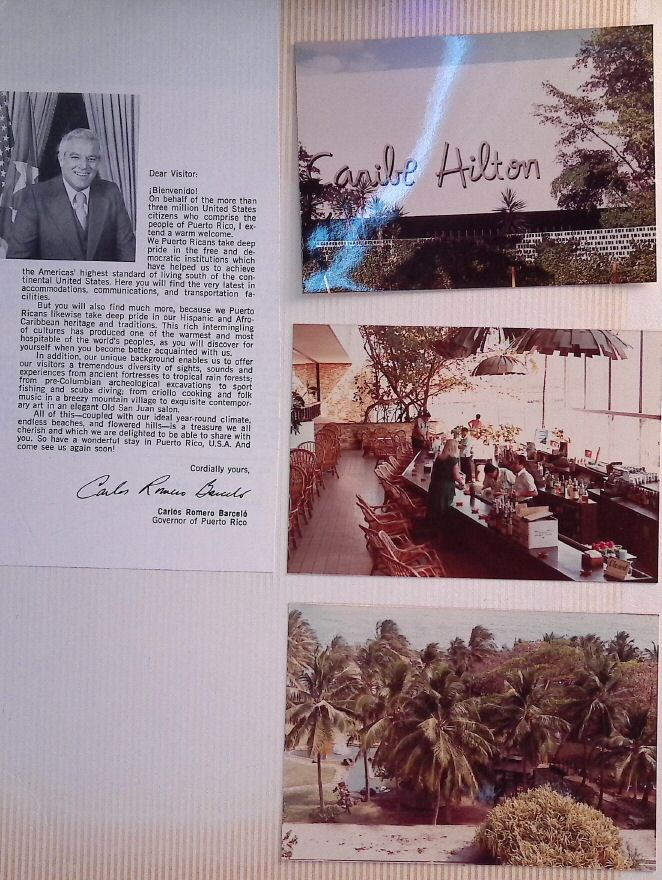 Dear Visitor:
¡Bienvenido!
On behalf of the more than
three million United States
citizens who comprise the
people of Puerto Rico, I ex-
tend a warm welcome.
We Puerto Ricans take deep
pride in the free and de-
mocratic institutions which
have helped us to achieve
the Americas' highest standard of living south of the con-
tinental United States. Here you will find the very latest in
accommodations, communications, and transportation fa-
cilities.
But you will also find much more, because we Puerto
Ricans likewise take deep pride in our Hispanic and Afro-
Caribbean heritage and traditions. This rich intermingling
of cultures has produced one of the warmest and most
hospitable of the world's peoples, as you will discover for
yourself when you become better acquainted with us.
In addition, our unique background enables us to offer
our visitors a tremendous diversity of sights, sounds and
experiences from ancient fortresses to tropical rain forests;
from pre-Columbian archeological excavations to sport
fishing and scuba diving; from criollo cooking and folk
music in a breezy mountain village to exquisite contempor-
ary art in an elegant Old San Juan salon.
All of this—coupled with our ideal year-round climate,
endless beaches, and flowered hills—is a treasure we all
cherish and which we are delighted to be able to share with
you. So have a wonderful stay in Puerto Rico, U.S.A. And
come see us again soon!
Cordially yours,
Carlos Romero Barceló
Carlos Romero Barceló
Governor of Puerto Rico
Caribe Hilton
Closed